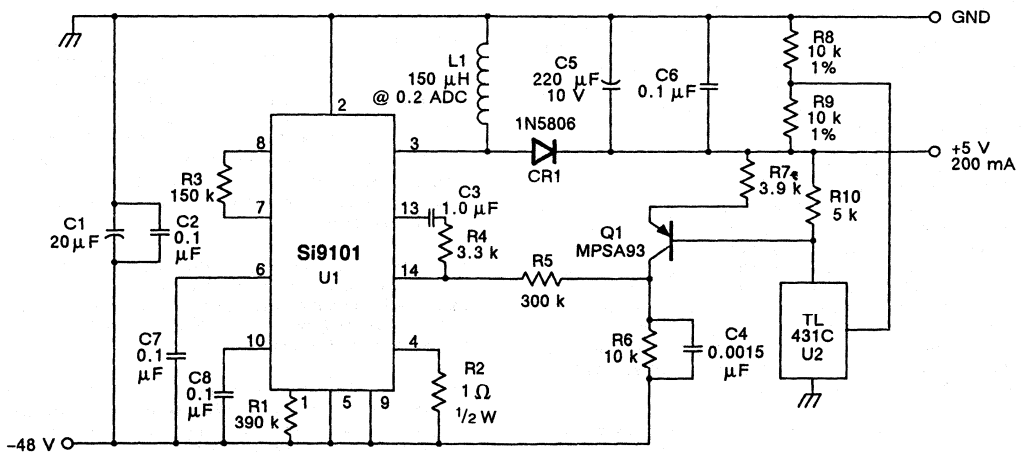 GND
R8
10 k
1%
L1
150 μH
@ 0.2 ADC
C5
220 μF
10 V
C6
0.1 μF
R9
10 k
1%
2
1N5806
CR1
+5 V
200 mA
8
3
R3
150 k
7
R7
3.9 k
R10
5 k
C3
1.0 μF
13
R4
3.3 k
C1
20 μF
C2
0.1
μF
Si9101
U1
Q1
MPSA93
6
14
R5
300 k
TL
431C
U2
C7
0.1
μF
10
4
R6
10 k
C4
0.0015
μF
C8
0.1
μF
R2
1 Ω
1/2 W
R1
390 k
1
5
9
-48 V